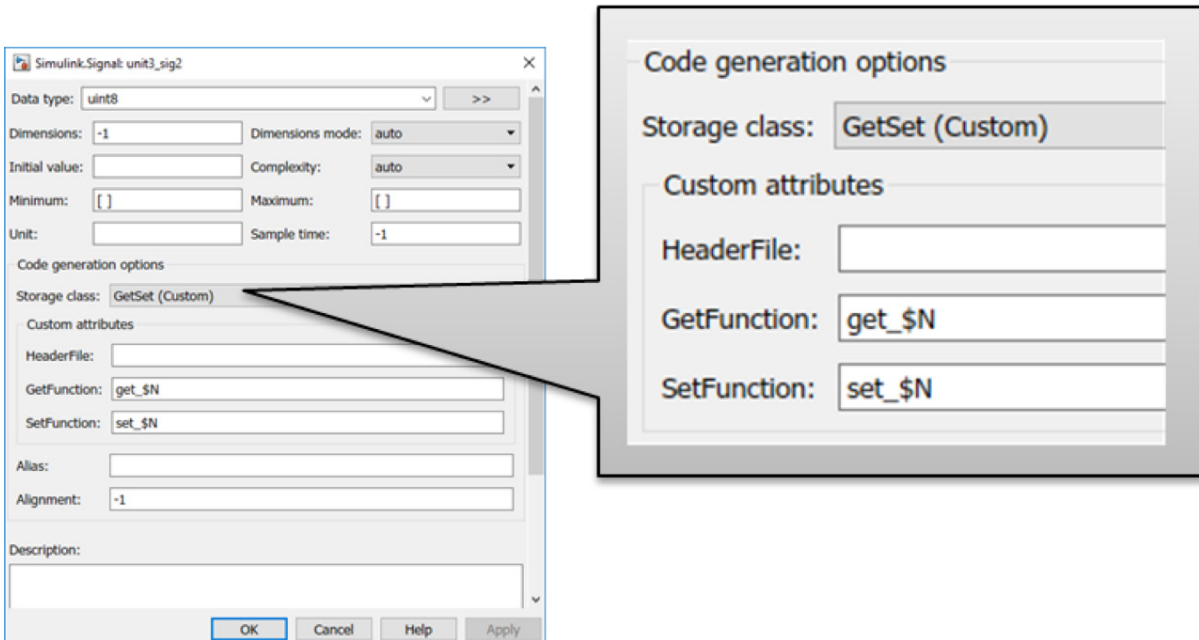 Simulink.Signal: unit3_sig2
Data type: uint8 >>
Dimensions: -1 Dimensions mode: auto
Initial value: Complexity: auto
Minimum: [ ] Maximum: [ ]
Unit: Sample time: -1
Code generation options
Storage class: GetSet (Custom)
Custom attributes
HeaderFile:
GetFunction: get_$N
SetFunction: set_$N
Alias:
Alignment: -1
Description:
OK Cancel Help Apply
Code generation options
Storage class: GetSet (Custom)
Custom attributes
HeaderFile:
GetFunction: get_$N
SetFunction: set_$N